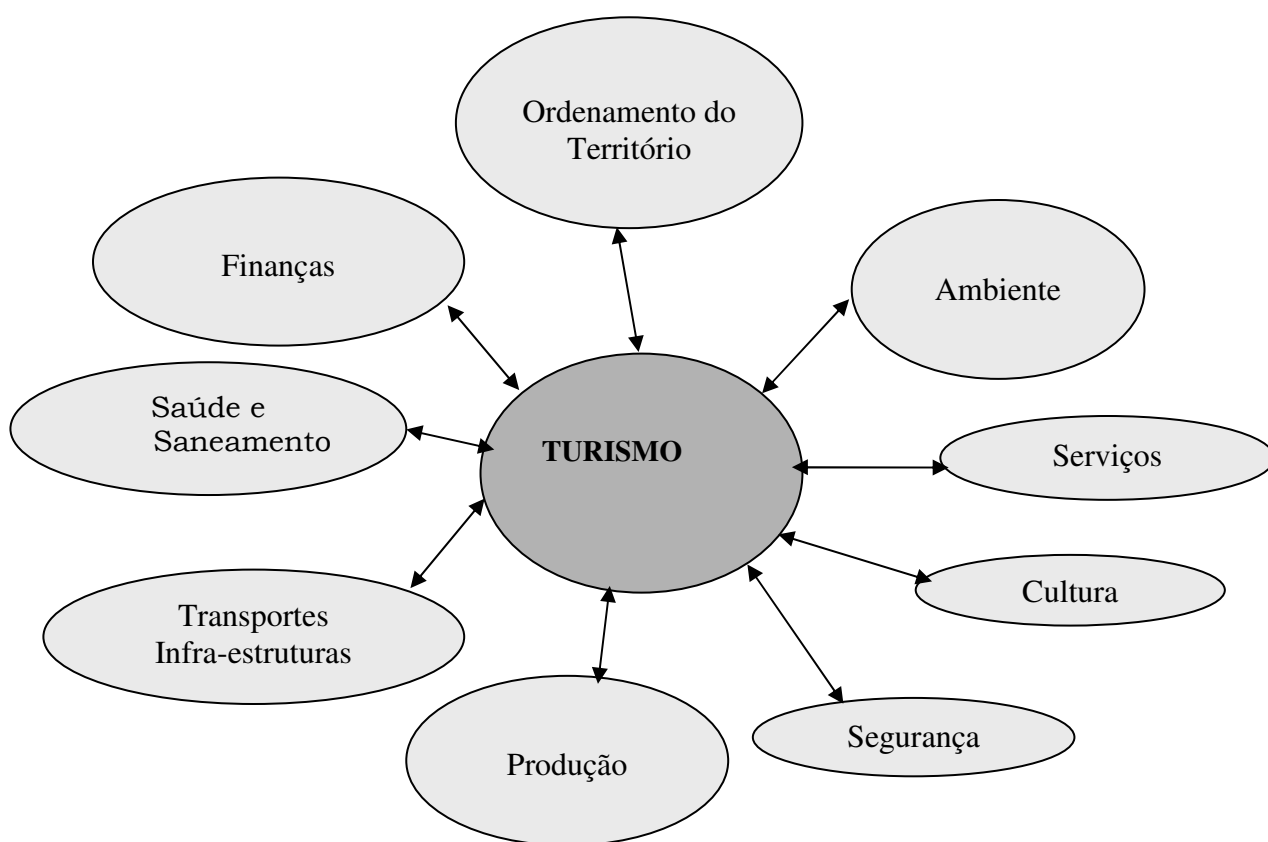 Ordenamento do
Território
Finanças
Ambiente
Saúde e
Saneamento
TURISMO
Serviços
Transportes
Infra-estruturas
Cultura
Produção
Segurança